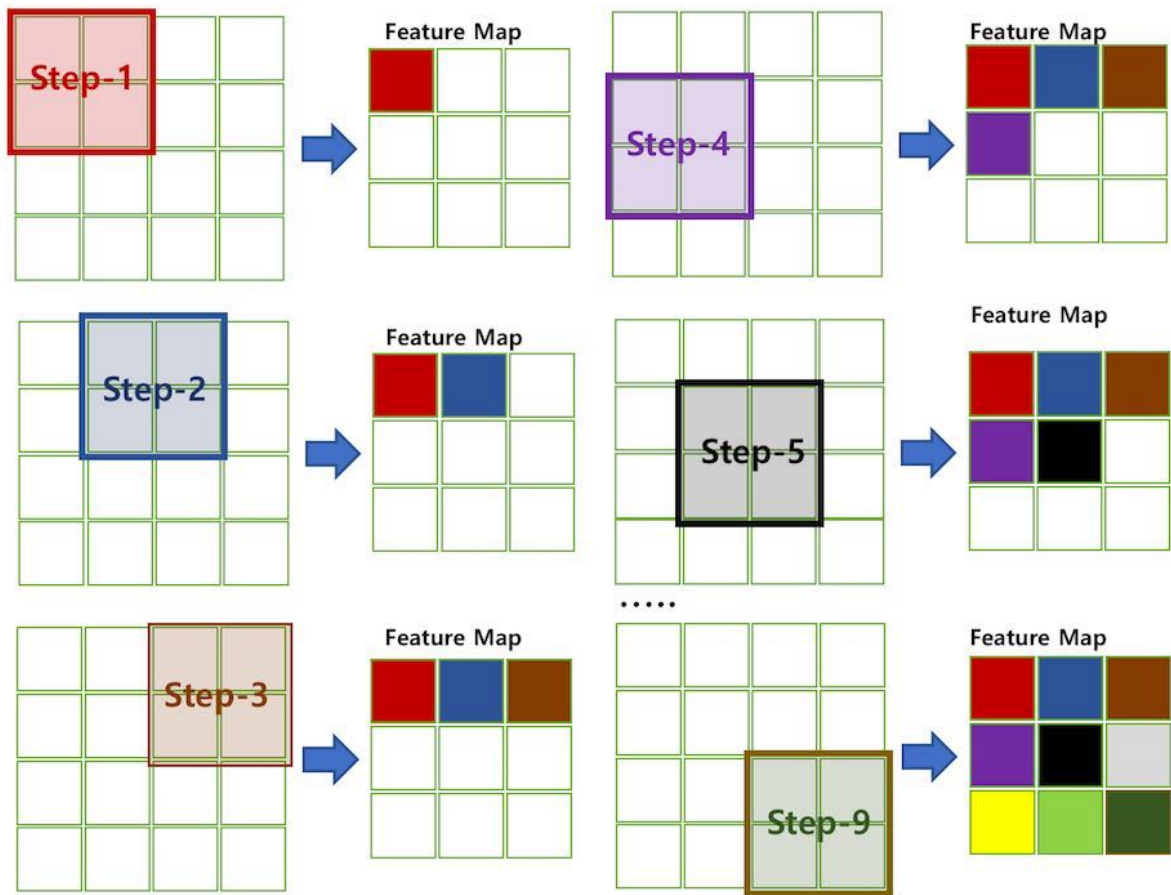 Feature Map
Step-1
Feature Map
Step-4
Feature Map
Step-2
Feature Map
Step-5
.....
Feature Map
Step-3
Feature Map
Step-9